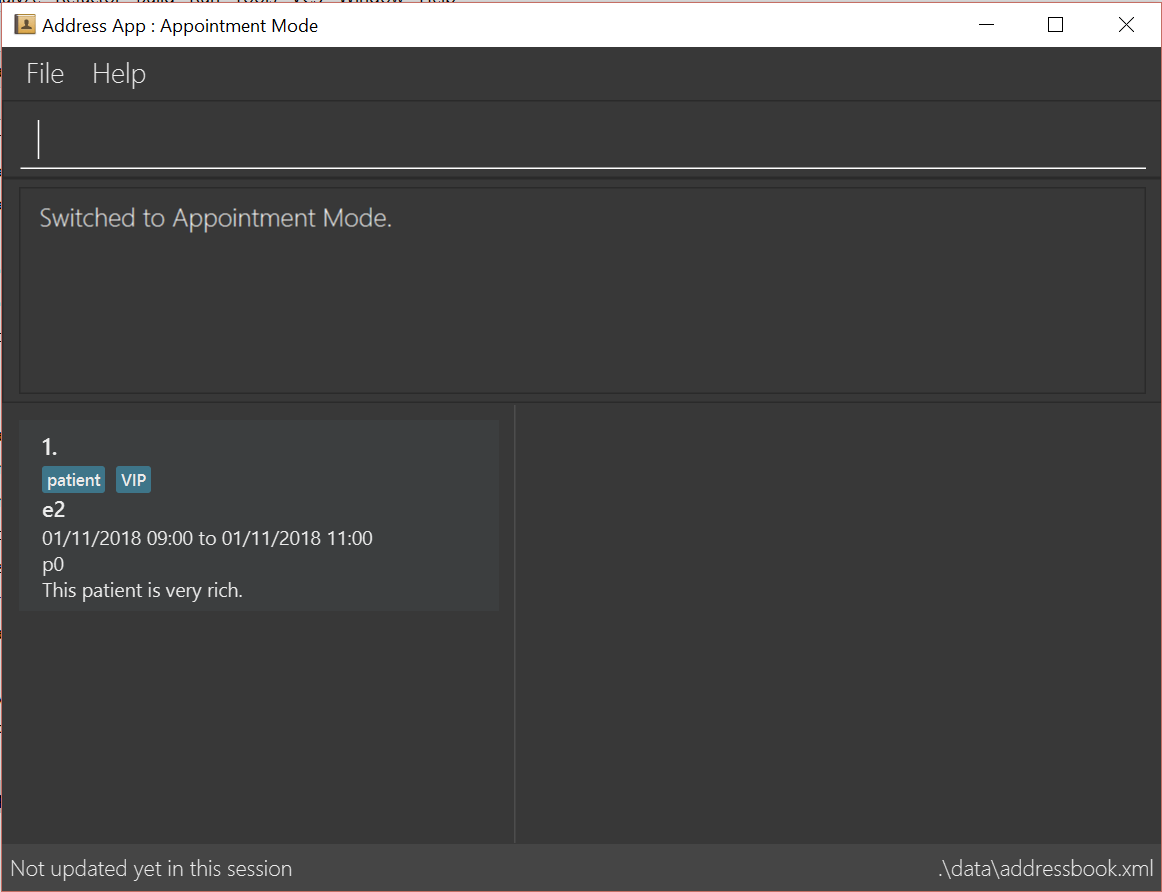 Address App : Appointment Mode
File Help
Switched to Appointment Mode.
1.
patient VIP
e2
01/11/2018 09:00 to 01/11/2018 11:00
p0
This patient is very rich.
Not updated yet in this session
.\data\addressbook.xml